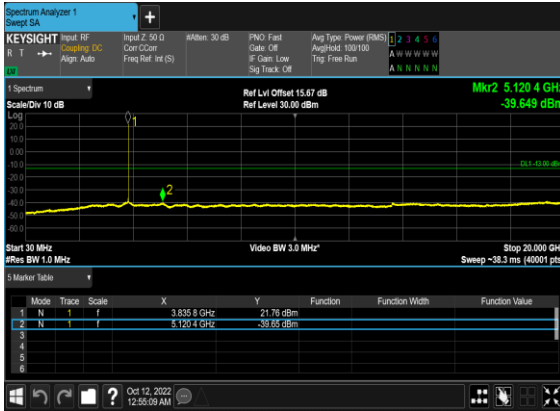 Spectrum Analyzer 1
Swept SA
+
KEYSIGHT
R T
LV
Input: RF
Coupling: DC
Align: Auto
Input Z: 50 Ω
Corr CCorr
Freq Ref: Int (S)
#Atten: 30 dB
PNO: Fast
Gate: Off
IF Gain: Low
Sig Track: Off
Avg Type: Power (RMS)
Avg|Hold: 100/100
Trig: Free Run
1 2 3 4 5 6
A W W W W W
A N N N N N
1 Spectrum
Scale/Div 10 dB
Ref Lvl Offset 15.67 dB
Ref Level 30.00 dBm
Mkr2 5.120 4 GHz
-39.649 dBm
Log
20.0
10.0
0.00
-10.0
-20.0
-30.0
-40.0
-50.0
-60.0
1
2
DL1 -13.00 dBm
Start 30 MHz
#Res BW 1.0 MHz
Video BW 3.0 MHz*
Stop 20.000 GH
Sweep ~38.3 ms (40001 pts
5 Marker Table
Mode Trace Scale X Y Function Function Width Function Value
1 N 1 f 3.835 8 GHz 21.76 dBm
2 N 1 f 5.120 4 GHz -39.65 dBm
3
4
5
6
?
Oct 12, 2022
12:55:09 AM